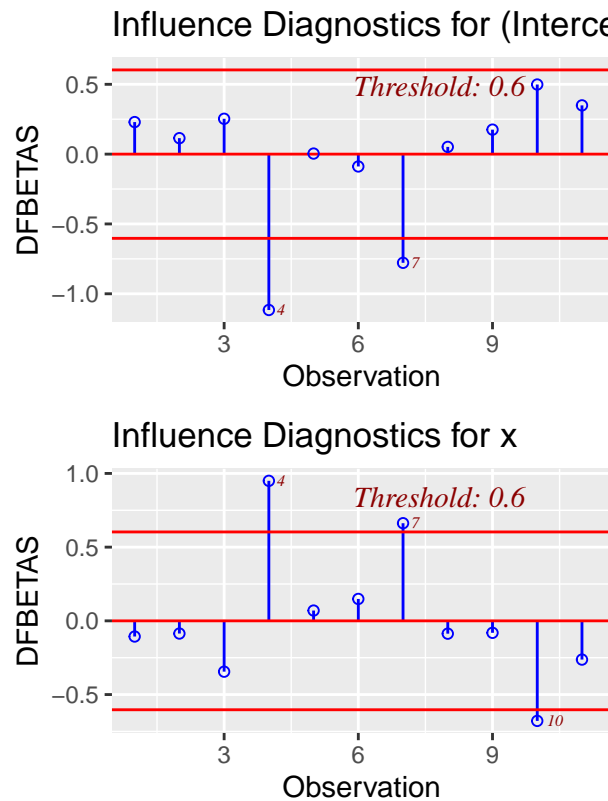 Influence Diagnostics for (Interce
DFBETAS
0.5
0.0
−0.5
−1.0
Threshold: 0.6
4
7
3
6
9
Observation
Influence Diagnostics for x
DFBETAS
1.0
0.5
0.0
−0.5
Threshold: 0.6
4
7
10
3
6
9
Observation